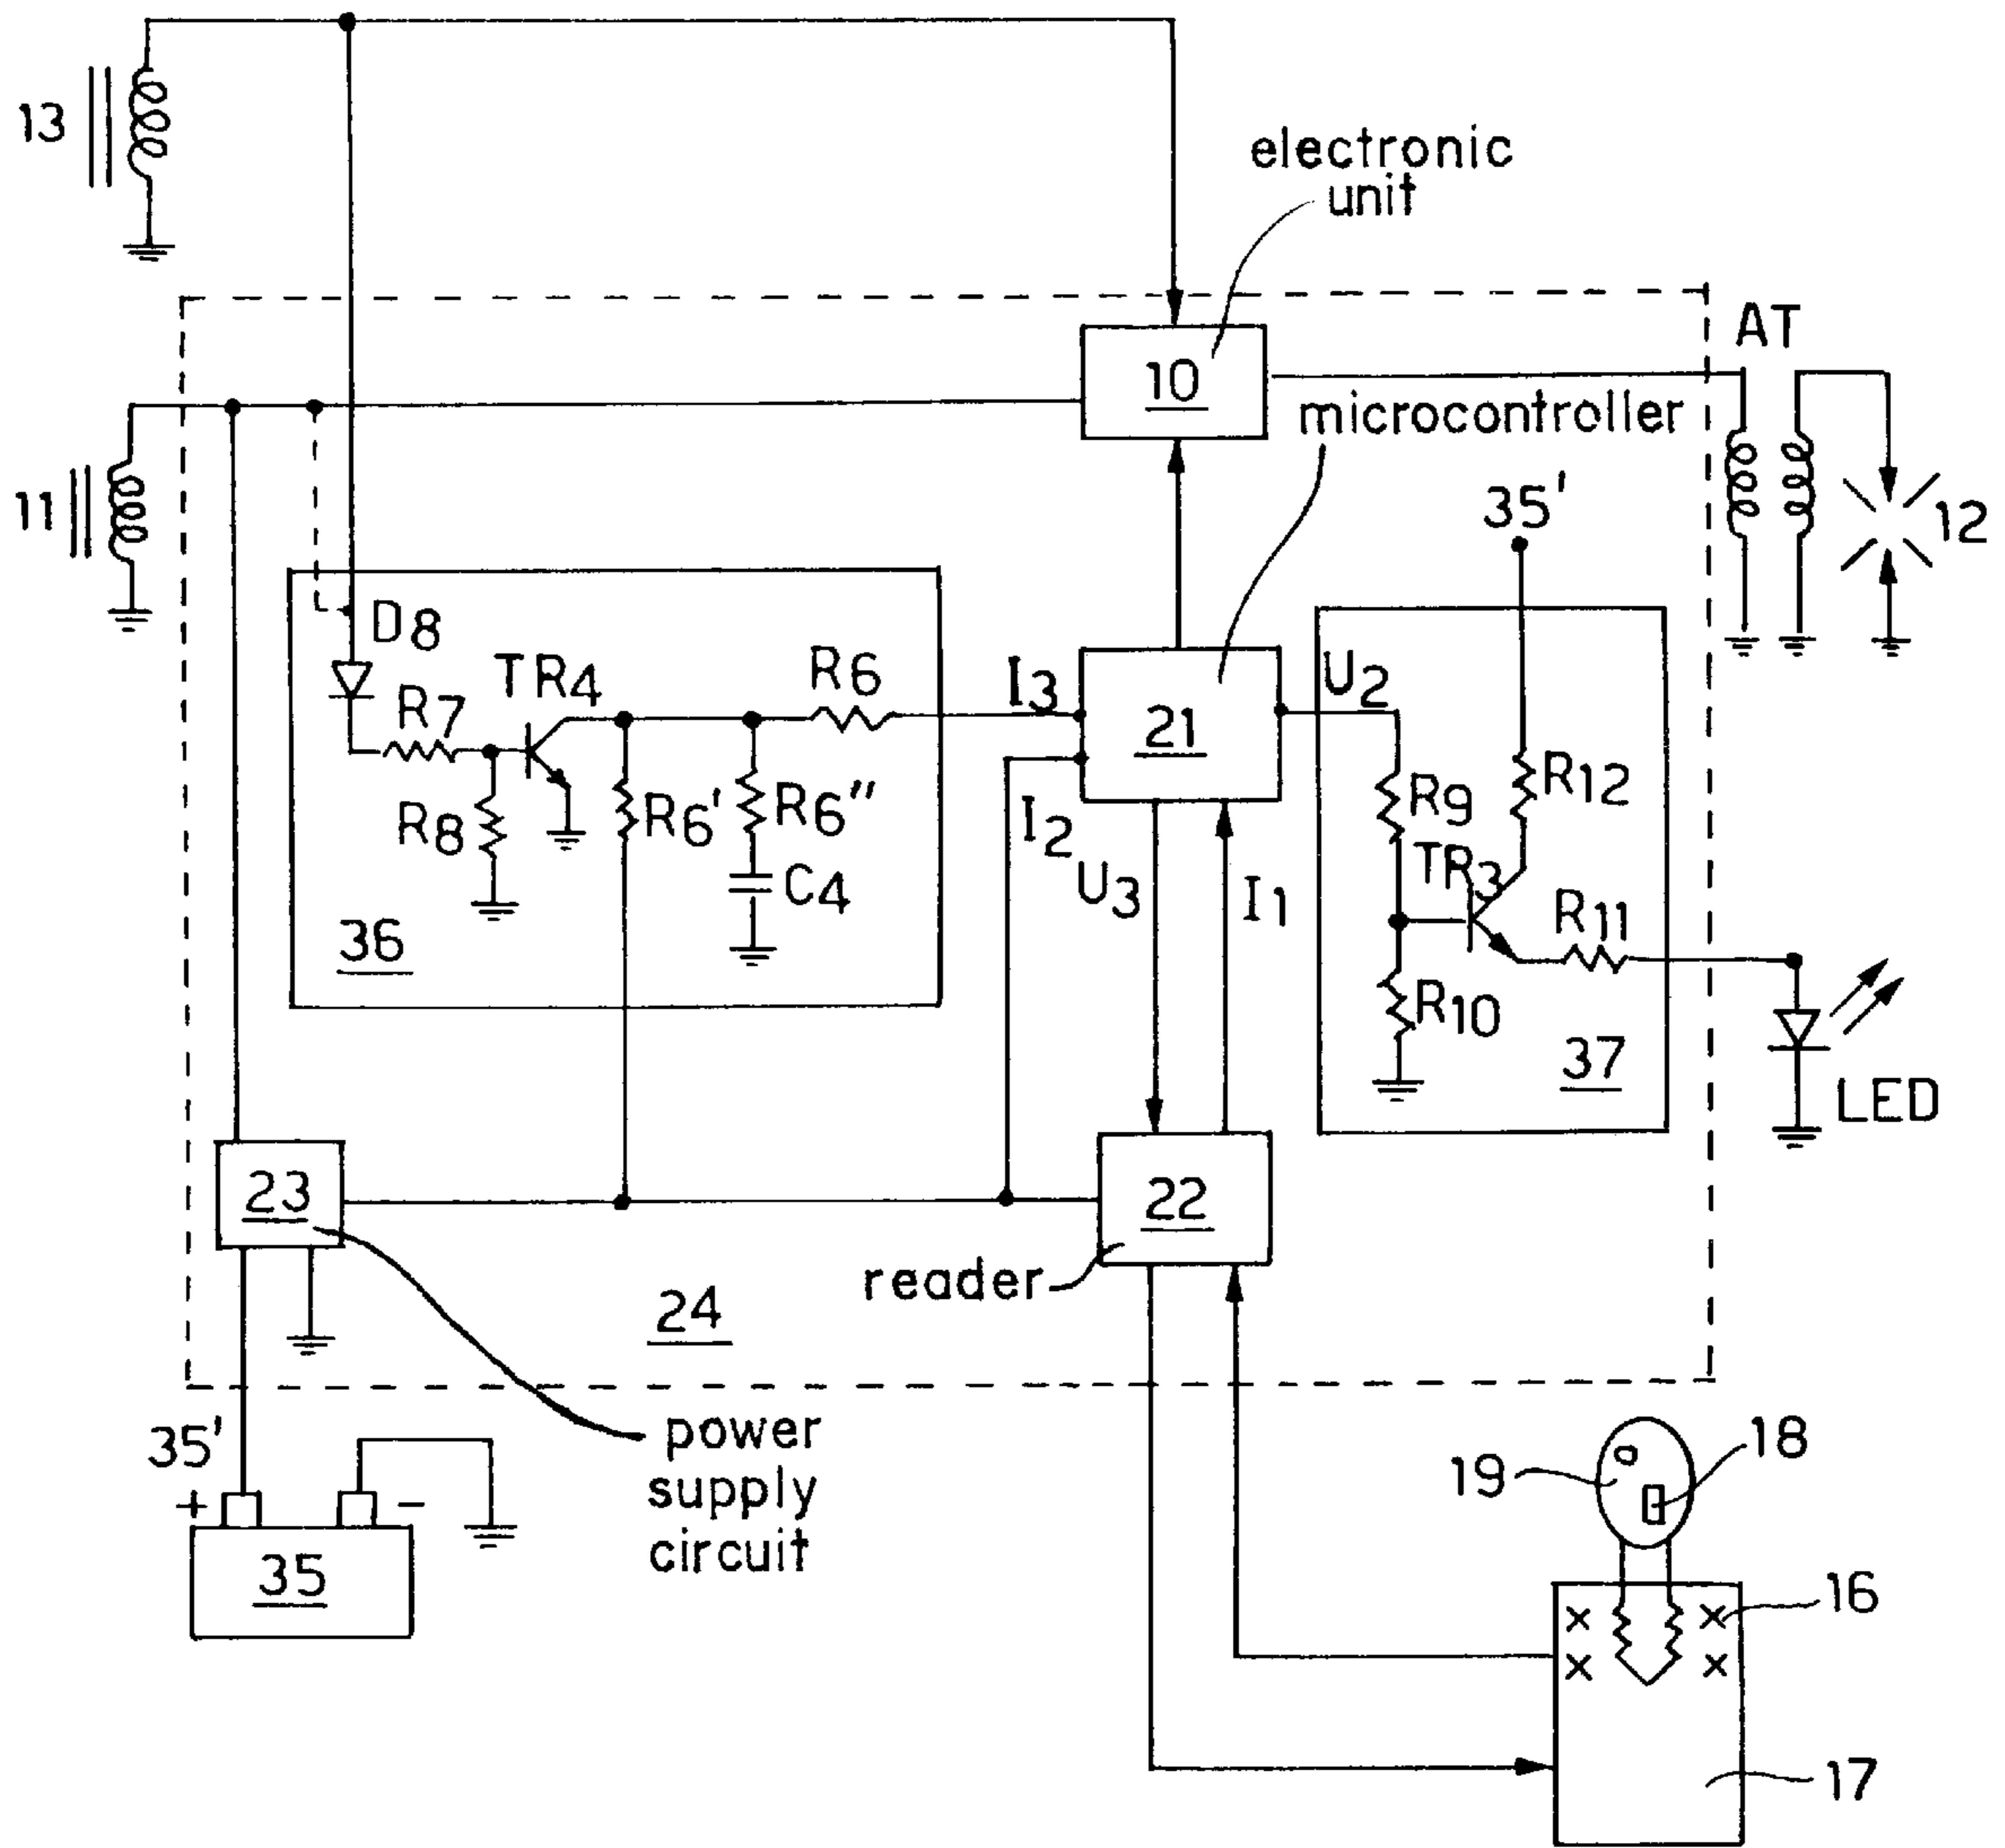 13
electronic
unit
AT
10
microcontroller
11
35'
12
D8
R7
TR4
R6
I3
21
U2
R8
R6'
R6"
C4
I2
U3
I1
R9
R12
TR3
R11
R10
36
37
LED
23
22
reader
24
35'
+
-
35
power
supply
circuit
19
18
16
17